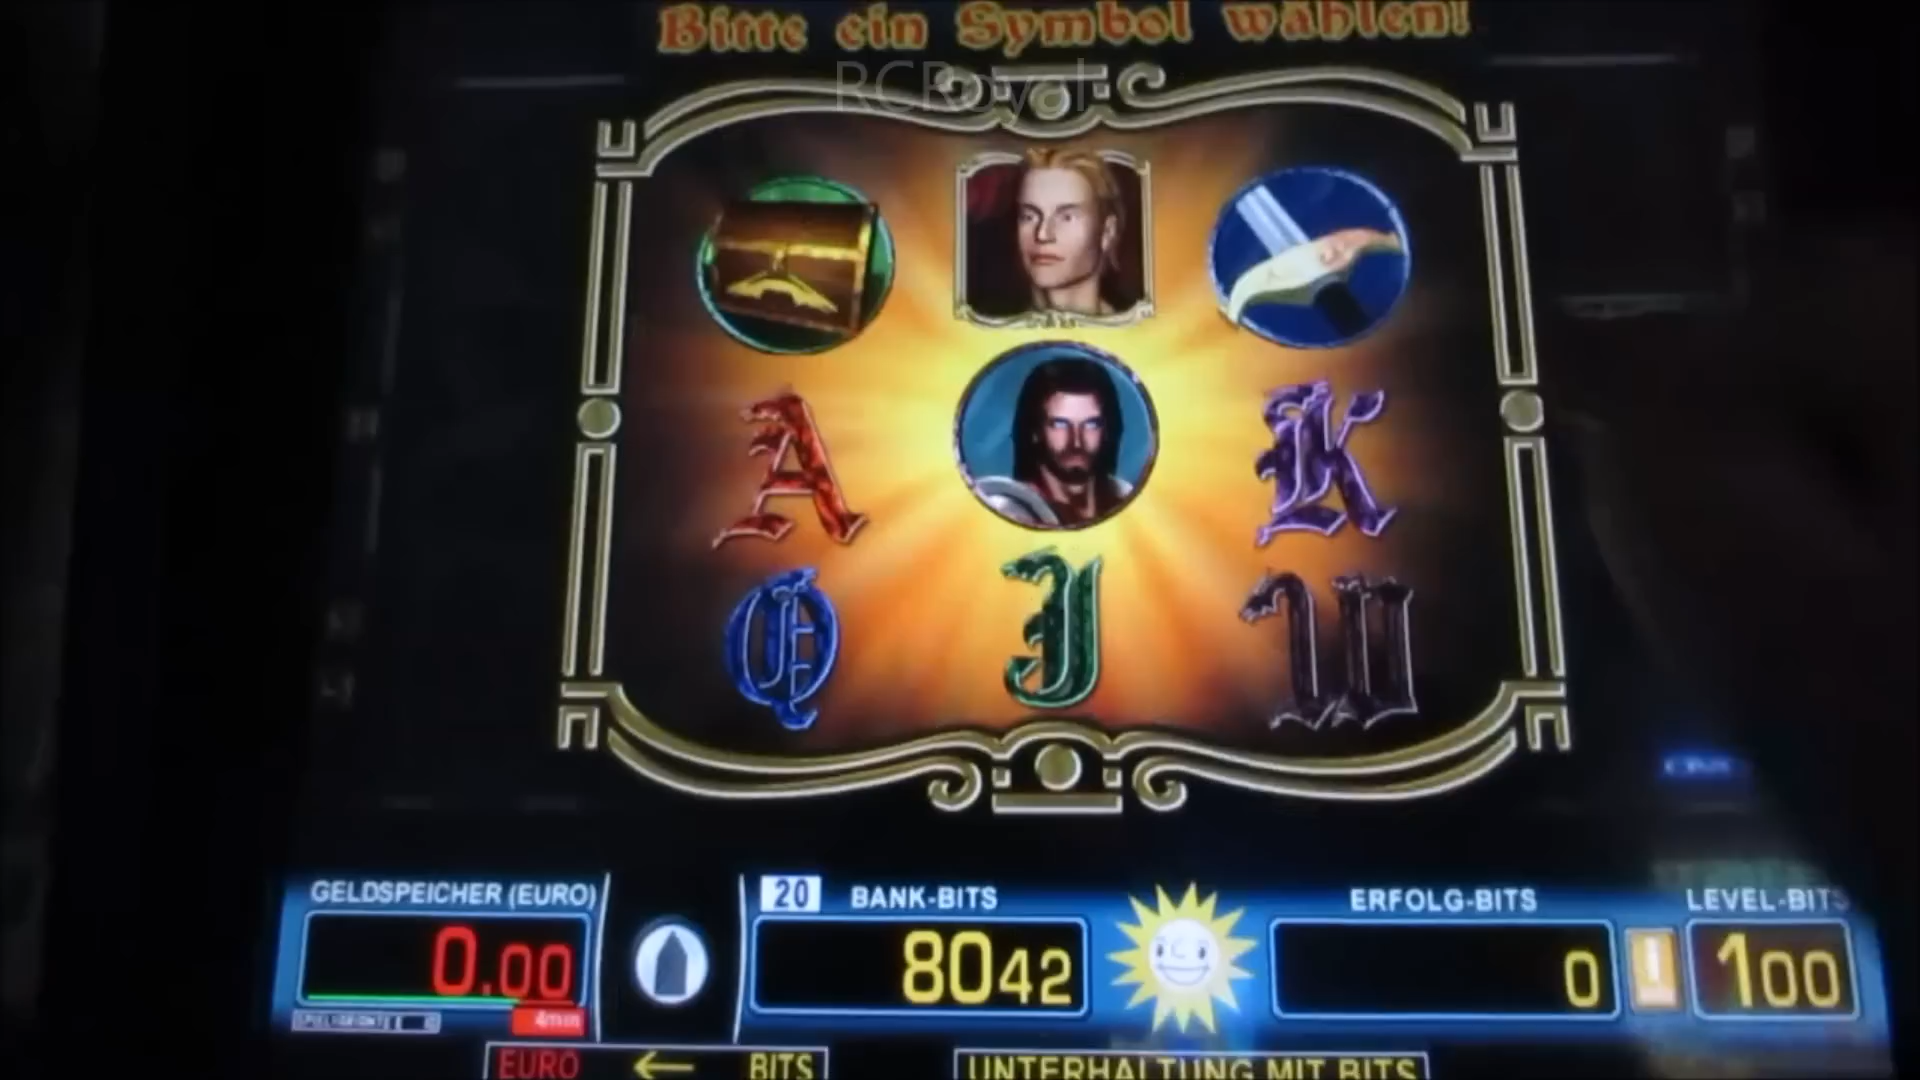 Bitte ein Symbol wählen!
RCRoyal
A
K
Q
J
10
GELDSPEICHER (EURO)
20
BANK-BITS
ERFOLG-BITS
LEVEL-BITS
0.00
8042
0
!
100
4min
EURO ← BITS
UNTERHALTUNG MIT BITS